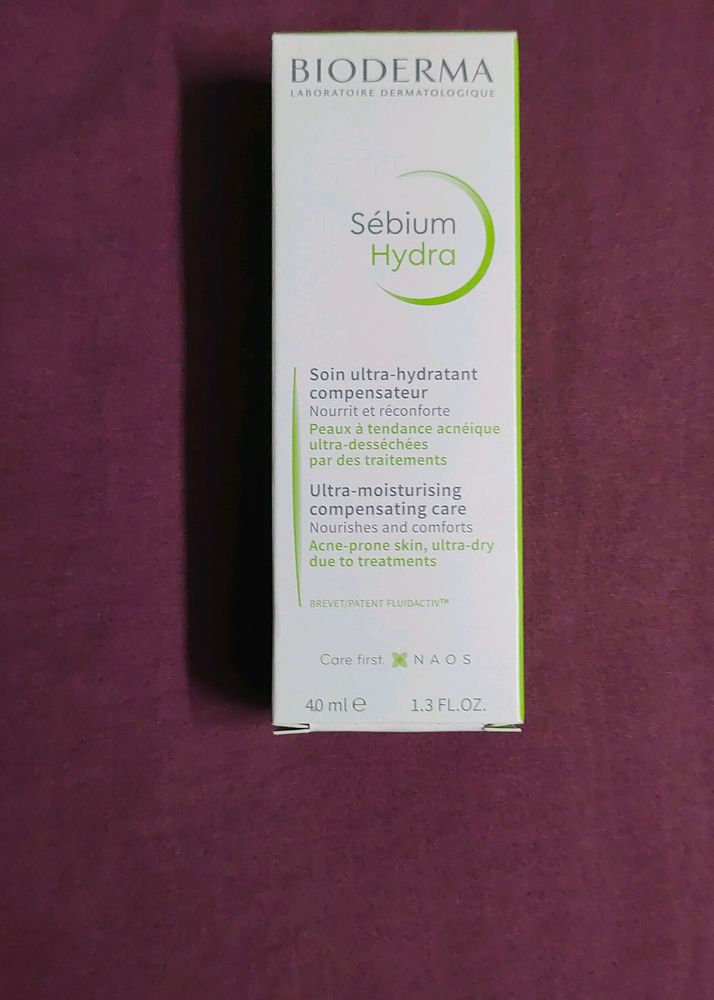 BIODERMA
LABORATOIRE DERMATOLOGIQUE
Sébium
Hydra
Soin ultra-hydratant
compensateur
Nourrit et réconforte
Peaux à tendance acnéique
ultra-desséchées
par des traitements
Ultra-moisturising
compensating care
Nourishes and comforts
Acne-prone skin, ultra-dry
due to treatments
BREVET/PATENT FLUIDACTIV™
Care first. NAOS
40 ml ℮ 1.3 FL.OZ.